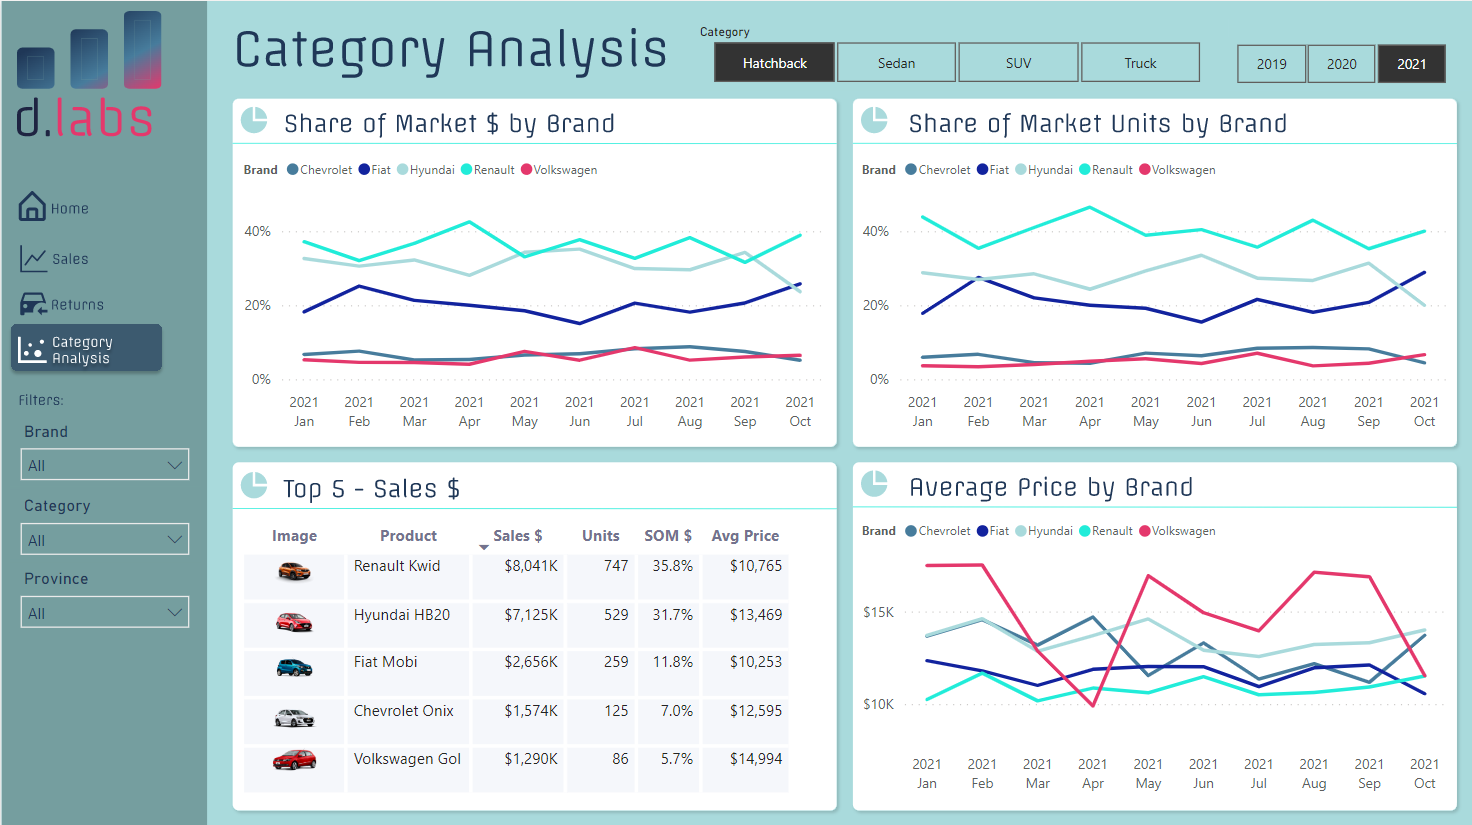 d.labs
Home
Sales
Returns
Category
Analysis
Filters:
Brand
All
Category
All
Province
All
Category Analysis
Category
Hatchback Sedan SUV Truck
2019 2020 2021
Share of Market $ by Brand
Brand Chevrolet Fiat Hyundai Renault Volkswagen
40%
20%
0%
2021 2021 2021 2021 2021 2021 2021 2021 2021 2021
Jan Feb Mar Apr May Jun Jul Aug Sep Oct
Share of Market Units by Brand
Brand Chevrolet Fiat Hyundai Renault Volkswagen
40%
20%
0%
2021 2021 2021 2021 2021 2021 2021 2021 2021 2021
Jan Feb Mar Apr May Jun Jul Aug Sep Oct
Top 5 - Sales $
Image Product Sales $ Units SOM $ Avg Price
Renault Kwid $8,041K 747 35.8% $10,765
Hyundai HB20 $7,125K 529 31.7% $13,469
Fiat Mobi $2,656K 259 11.8% $10,253
Chevrolet Onix $1,574K 125 7.0% $12,595
Volkswagen Gol $1,290K 86 5.7% $14,994
Average Price by Brand
Brand Chevrolet Fiat Hyundai Renault Volkswagen
$15K
$10K
2021 2021 2021 2021 2021 2021 2021 2021 2021 2021
Jan Feb Mar Apr May Jun Jul Aug Sep Oct